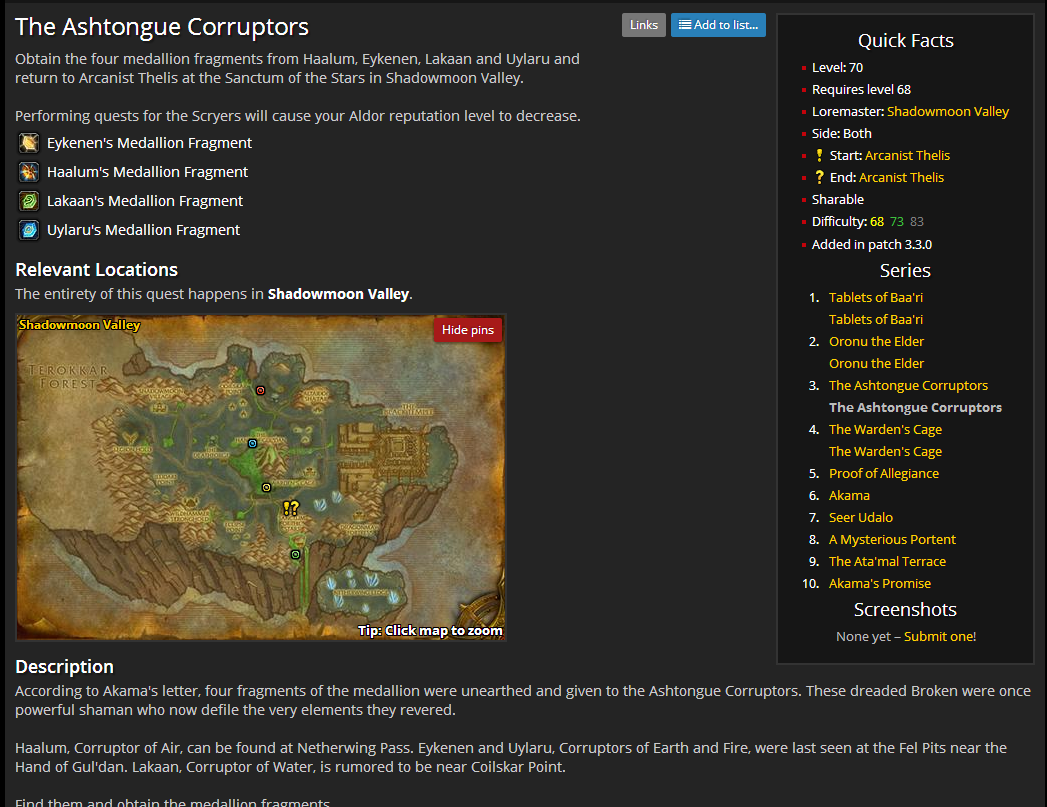 The Ashtongue Corruptors
Links
Add to list...
Obtain the four medallion fragments from Haalum, Eykenen, Lakaan and Uylaru and
return to Arcanist Thelis at the Sanctum of the Stars in Shadowmoon Valley.
Performing quests for the Scryers will cause your Aldor reputation level to decrease.
Eykenen's Medallion Fragment
Haalum's Medallion Fragment
Lakaan's Medallion Fragment
Uylaru's Medallion Fragment
Relevant Locations
The entirety of this quest happens in Shadowmoon Valley.
Shadowmoon Valley
Hide pins
Terokkar
Forest
Tip: Click map to zoom
Description
According to Akama's letter, four fragments of the medallion were unearthed and given to the Ashtongue Corruptors. These dreaded Broken were once
powerful shaman who now defile the very elements they revered.
Haalum, Corruptor of Air, can be found at Netherwing Pass. Eykenen and Uylaru, Corruptors of Earth and Fire, were last seen at the Fel Pits near the
Hand of Gul'dan. Lakaan, Corruptor of Water, is rumored to be near Coilskar Point.
Find them and obtain the medallion fragments
Quick Facts
Level: 70
Requires level 68
Loremaster: Shadowmoon Valley
Side: Both
! Start: Arcanist Thelis
? End: Arcanist Thelis
Sharable
Difficulty: 68 73 83
Added in patch 3.3.0
Series
1. Tablets of Baa'ri
Tablets of Baa'ri
2. Oronu the Elder
Oronu the Elder
3. The Ashtongue Corruptors
The Ashtongue Corruptors
4. The Warden's Cage
The Warden's Cage
5. Proof of Allegiance
6. Akama
7. Seer Udalo
8. A Mysterious Portent
9. The Ata'mal Terrace
10. Akama's Promise
Screenshots
None yet – Submit one!